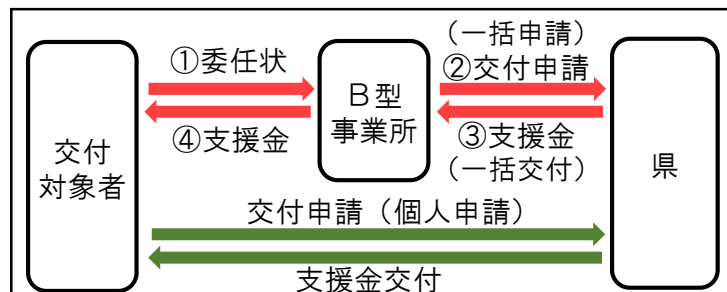 交付
対象者
①委任状
④支援金
Ｂ型
事業所
（一括申請）
②交付申請
③支援金
（一括交付）
県
交付申請（個人申請）
支援金交付